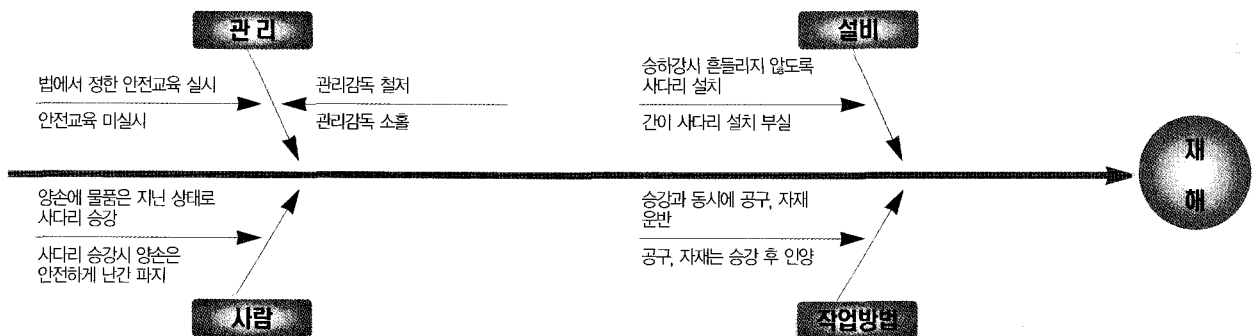 관 리
설비
법에서 정한 안전교육 실시
안전교육 미실시
관리감독 철저
관리감독 소홀
승하강시 흔들리지 않도록
사다리 설치
간이 사다리 설치 부실
재
해
양손에 물품은 지닌 상태로
사다리 승강
사다리 승강시 양손은
안전하게 난간 파지
승강과 동시에 공구, 자재
운반
공구, 자재는 승강 후 인양
사람
작업방법